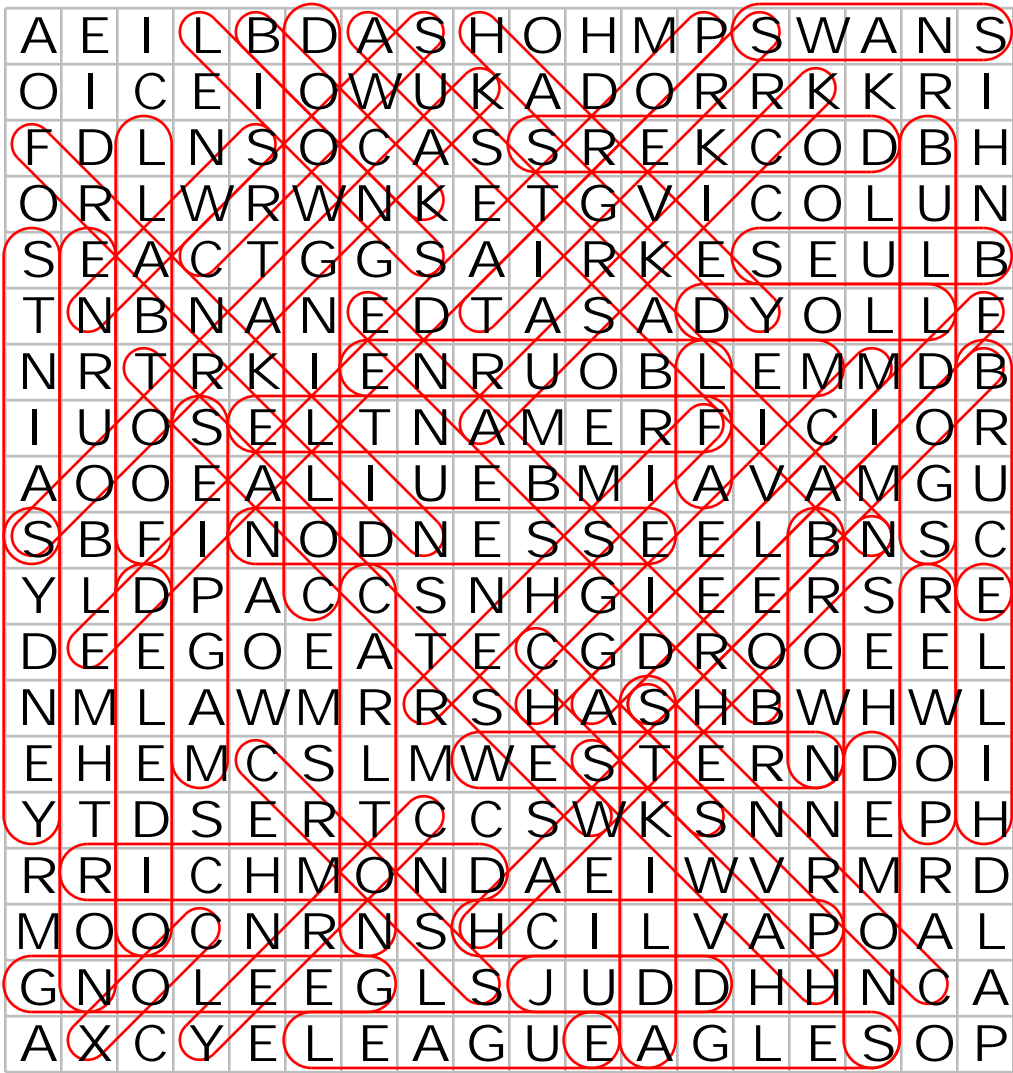 A E I L B D A S H O H M P S W A N S
O I C E I O W U K A D O R R K K R I
F D L N S O C A S S R E K C O D B H
O R L W R W N K E T G V I C O L U N
S E A C T G G S A I R K E S E U L B
T N B N A N E D T A S A D Y O L L E
N R T R K I E N R U O B L E M M D B
I U O S E L T N A M E R F I C I O R
A O O E A L I U E B M I A V A M G U
S B F I N O D N E S S E E L B N S C
Y L D P A C C S N H G I E E R S R E
D E E G O E A T E C G D R O O E E L
N M L A W M R R S H A S H B W H W L
E H E M C S L M W E S T E R N D O I
Y T D S E R T C C S W K S N N E P H
R R I C H M O N D A E I W V R M R D
M O O C N R N S H C I L V A P O A L
G N O L E E G L S J U D D H H N C A
A X C Y E L E A G U E A G L E S O P